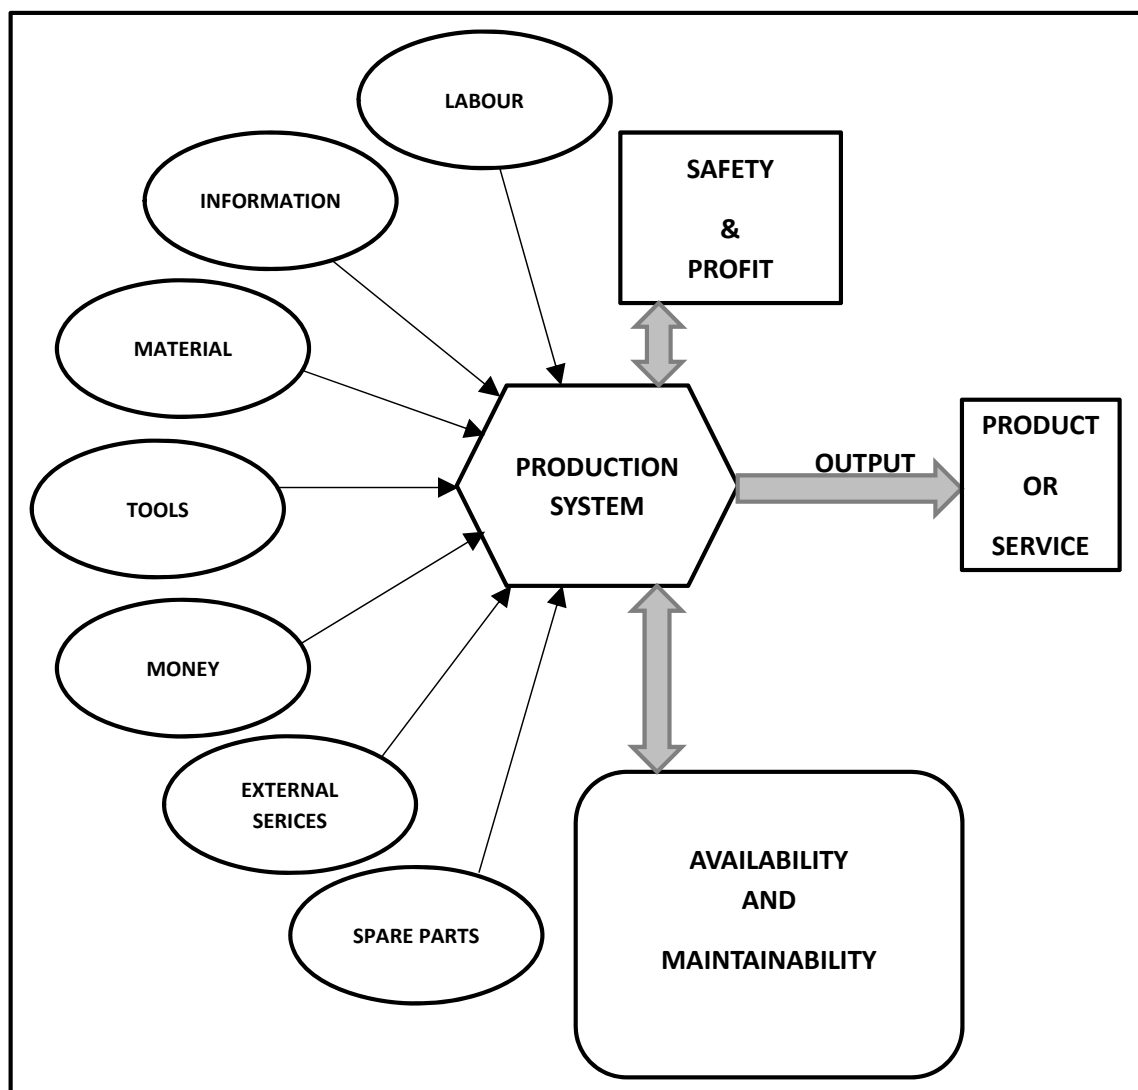 LABOUR
INFORMATION
MATERIAL
TOOLS
MONEY
EXTERNAL
SERICES
SPARE PARTS
PRODUCTION
SYSTEM
SAFETY
&
PROFIT
OUTPUT
PRODUCT
OR
SERVICE
AVAILABILITY
AND
MAINTAINABILITY